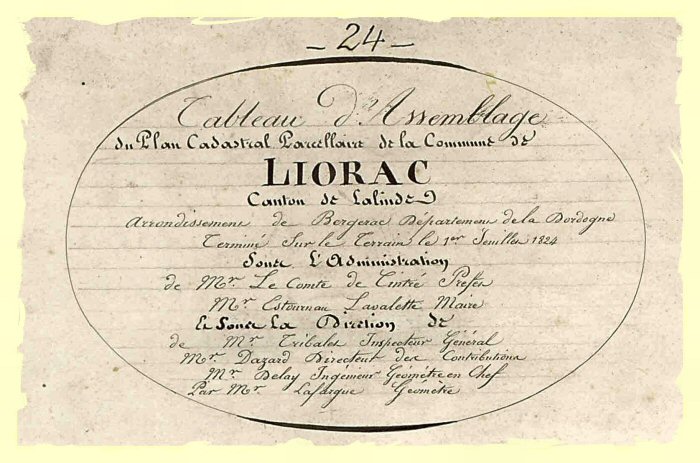 - 24 -
Tableau d'Assemblage
du Plan Cadastral Parcellaire de la Commune de
LIORAC
Canton de Lalinde
Arrondissement de Bergerac Département de la Dordogne
Terminé Sur le Terrain le 1er Juillet 1824
Sous L'Administration
de Mr Le Comte de Cintré Préfet
Mr Estournau Lavalette Maire
Et Sous La Direction de
de Mr Tribales Inspecteur Général
Mr Dazard Directeur des Contributions
Mr Delay Ingénieur Géomètre en Chef
Par Mr Lafargue Géomètre